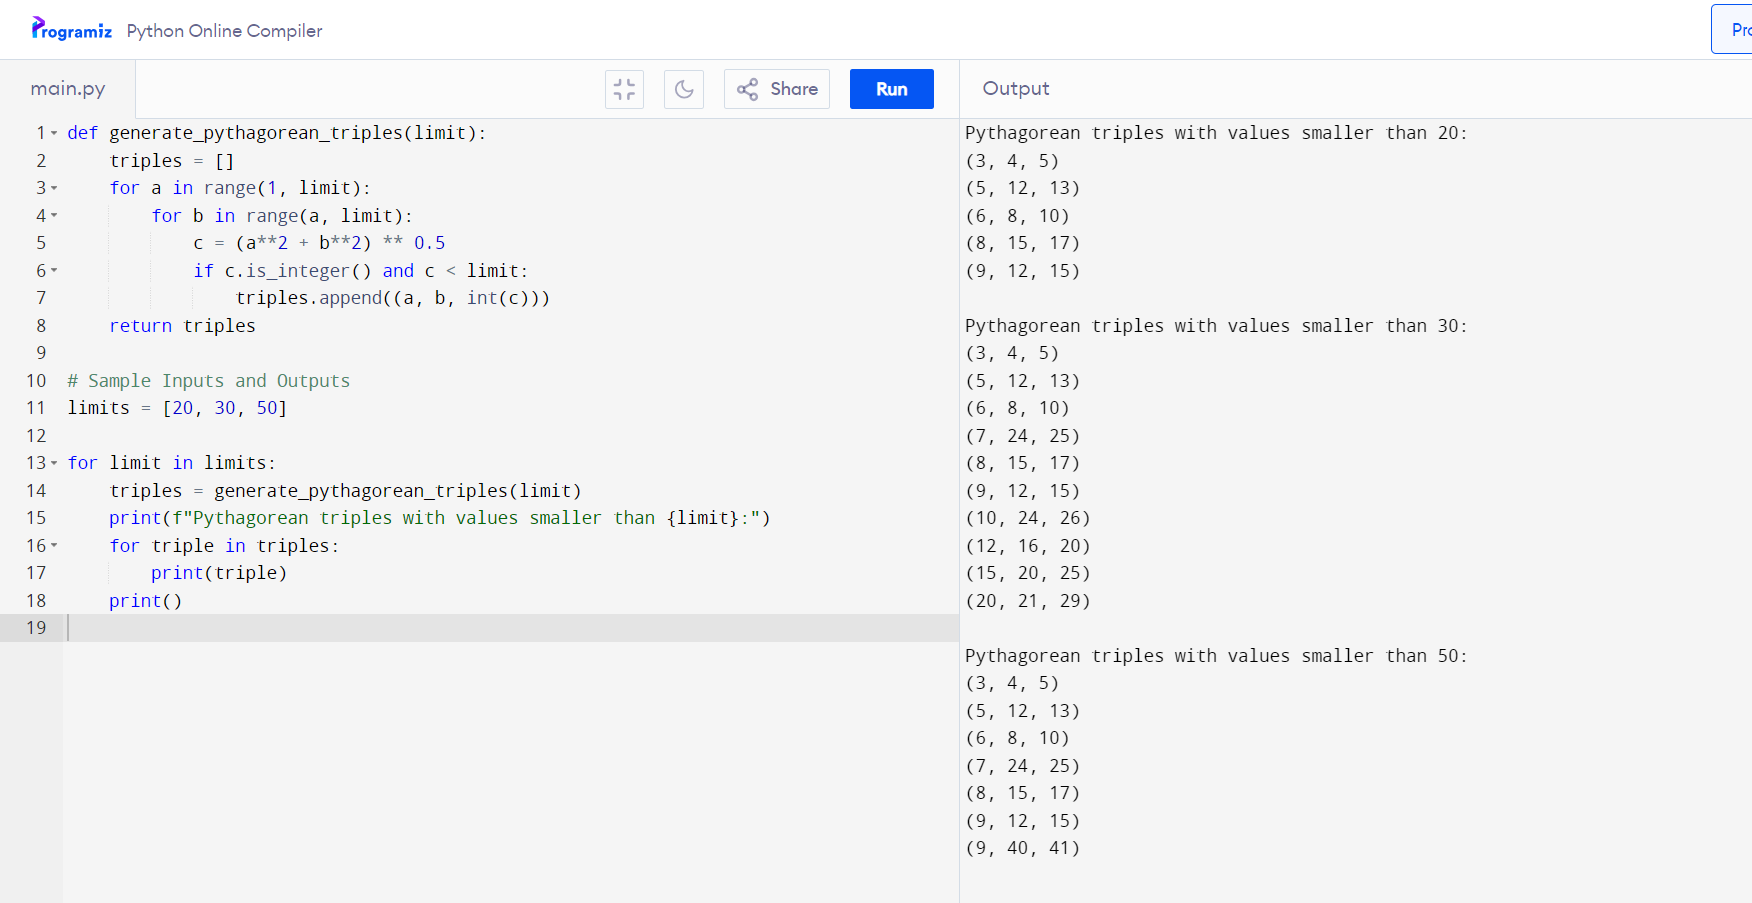 Programiz Python Online Compiler
main.py
Share
Run
Output
1 def generate_pythagorean_triples(limit):
2     triples = []
3     for a in range(1, limit):
4         for b in range(a, limit):
5             c = (a**2 + b**2) ** 0.5
6             if c.is_integer() and c < limit:
7                 triples.append((a, b, int(c)))
8     return triples
9
10 # Sample Inputs and Outputs
11 limits = [20, 30, 50]
12
13 for limit in limits:
14     triples = generate_pythagorean_triples(limit)
15     print(f"Pythagorean triples with values smaller than {limit}:")
16     for triple in triples:
17         print(triple)
18     print()
19
Pythagorean triples with values smaller than 20:
(3, 4, 5)
(5, 12, 13)
(6, 8, 10)
(8, 15, 17)
(9, 12, 15)
Pythagorean triples with values smaller than 30:
(3, 4, 5)
(5, 12, 13)
(6, 8, 10)
(7, 24, 25)
(8, 15, 17)
(9, 12, 15)
(10, 24, 26)
(12, 16, 20)
(15, 20, 25)
(20, 21, 29)
Pythagorean triples with values smaller than 50:
(3, 4, 5)
(5, 12, 13)
(6, 8, 10)
(7, 24, 25)
(8, 15, 17)
(9, 12, 15)
(9, 40, 41)